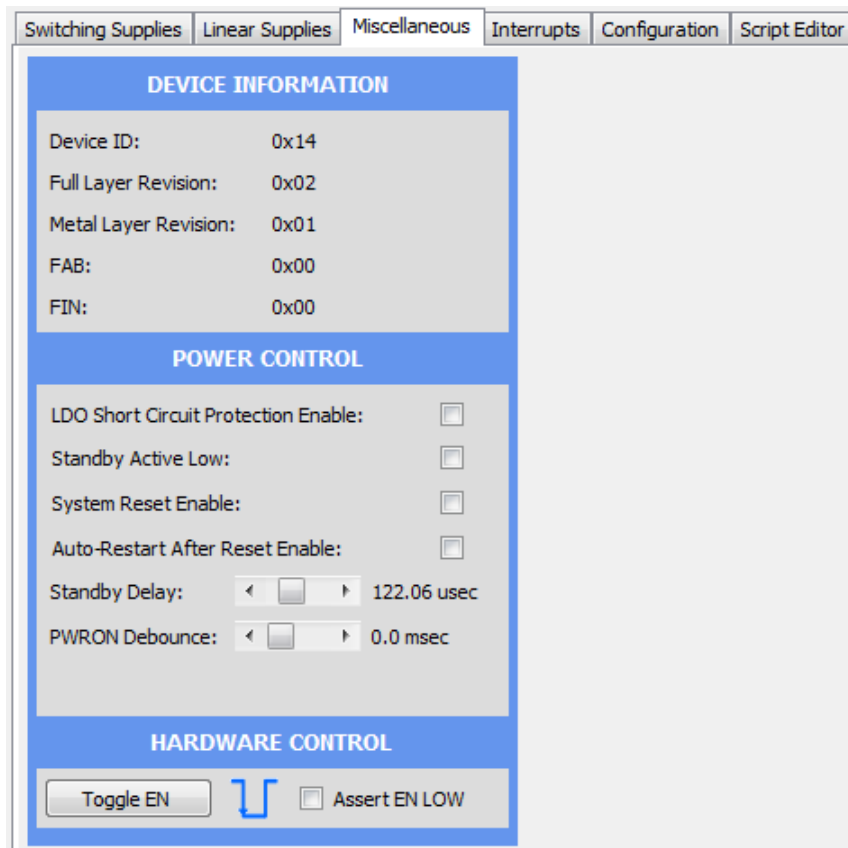 Switching Supplies Linear Supplies Miscellaneous Interrupts Configuration Script Editor
DEVICE INFORMATION
Device ID: 0x14
Full Layer Revision: 0x02
Metal Layer Revision: 0x01
FAB: 0x00
FIN: 0x00
POWER CONTROL
LDO Short Circuit Protection Enable:
Standby Active Low:
System Reset Enable:
Auto-Restart After Reset Enable:
Standby Delay: 122.06 usec
PWRON Debounce: 0.0 msec
HARDWARE CONTROL
Toggle EN Assert EN LOW